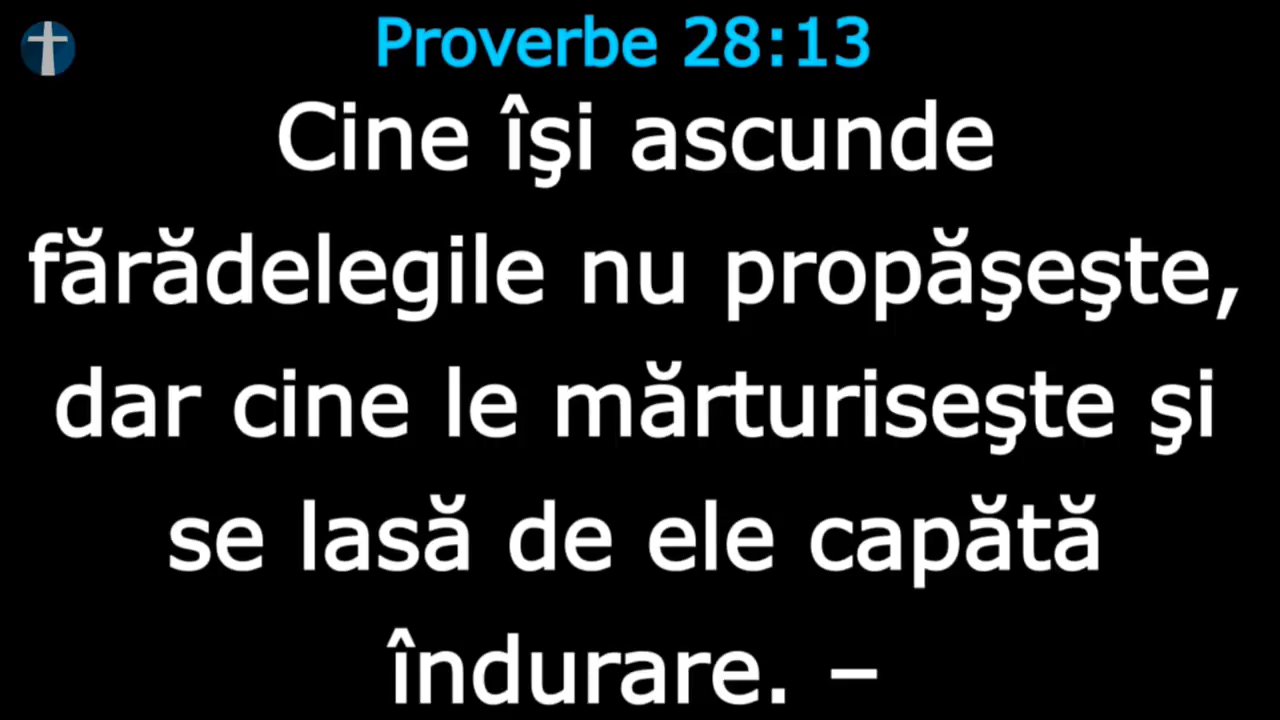 Proverbe 28:13
Cine îşi ascunde
fărădelegile nu propăşeşte,
dar cine le mărturiseşte şi
se lasă de ele capătă
îndurare. –